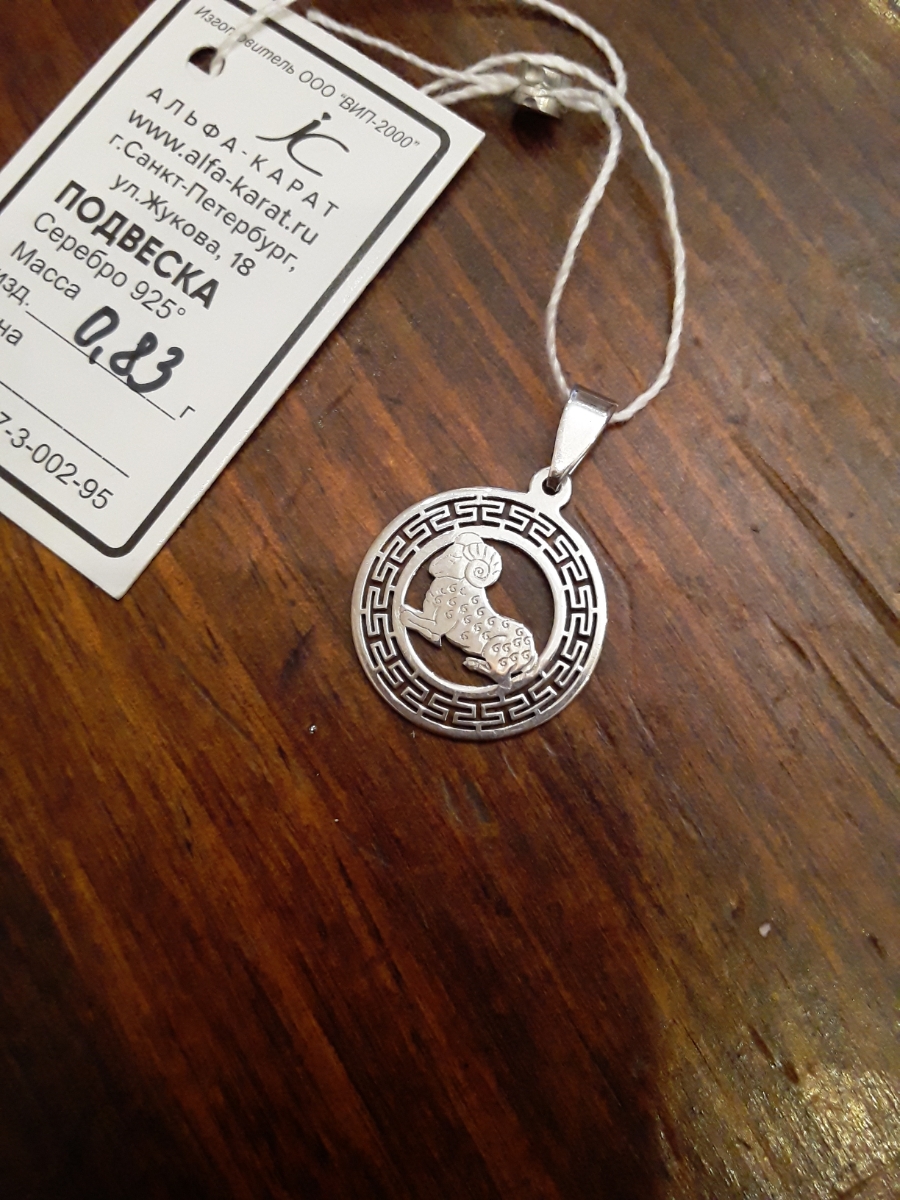 Изготовитель ООО "ВИП-2000"
АЛЬФА-КАРАТ
www.alfa-karat.ru
г.Санкт-Петербург,
ул.Жукова, 18
ПОДВЕСКА
Серебро 925°
Масса
изд. 0,83 г
7-3-002-95